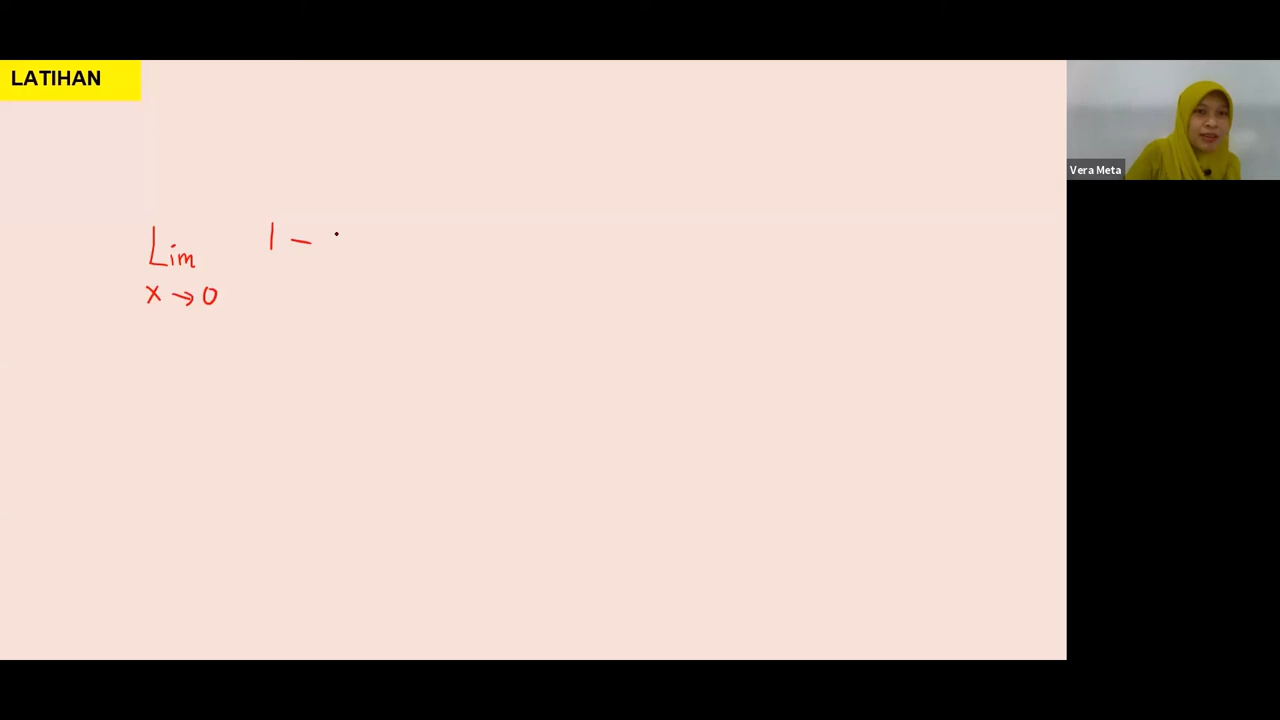 LATIHAN
Lim 1 –
x → 0
Vera Meta